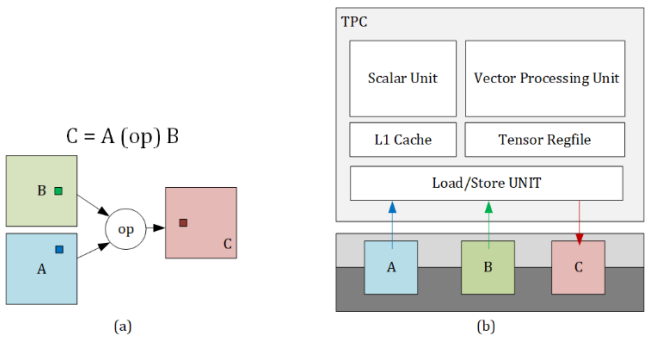 C = A (op) B
B
op
C
A
(a)
TPC
Scalar Unit
Vector Processing Unit
L1 Cache
Tensor Regfile
Load/Store UNIT
A
B
C
(b)